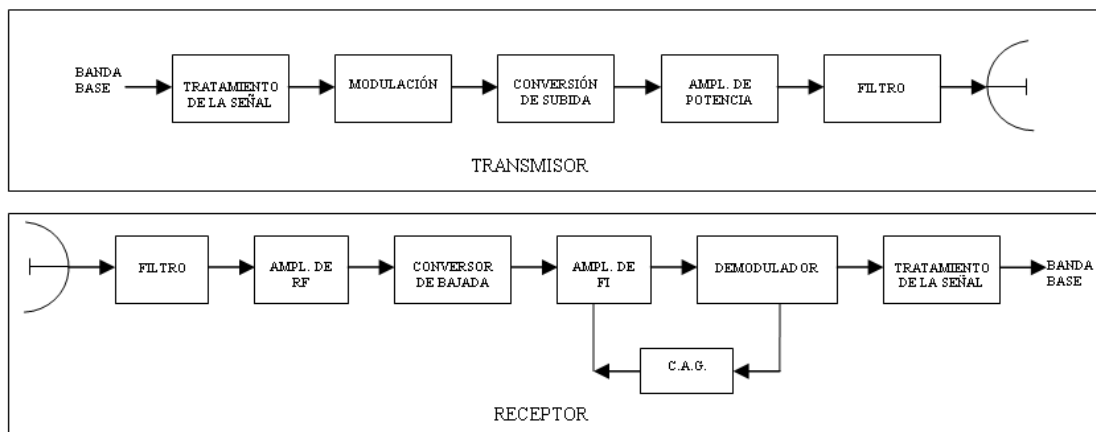 BANDA
BASE
TRATAMIENTO
DE LA SEÑAL
MODULACIÓN
CONVERSIÓN
DE SUBIDA
AMPL. DE
POTENCIA
FILTRO
TRANSMISOR
FILTRO
AMPL. DE
RF
CONVERSOR
DE BAJADA
AMPL. DE
FI
DEMODULADOR
TRATAMIENTO
DE LA SEÑAL
BANDA
BASE
C.A.G.
RECEPTOR